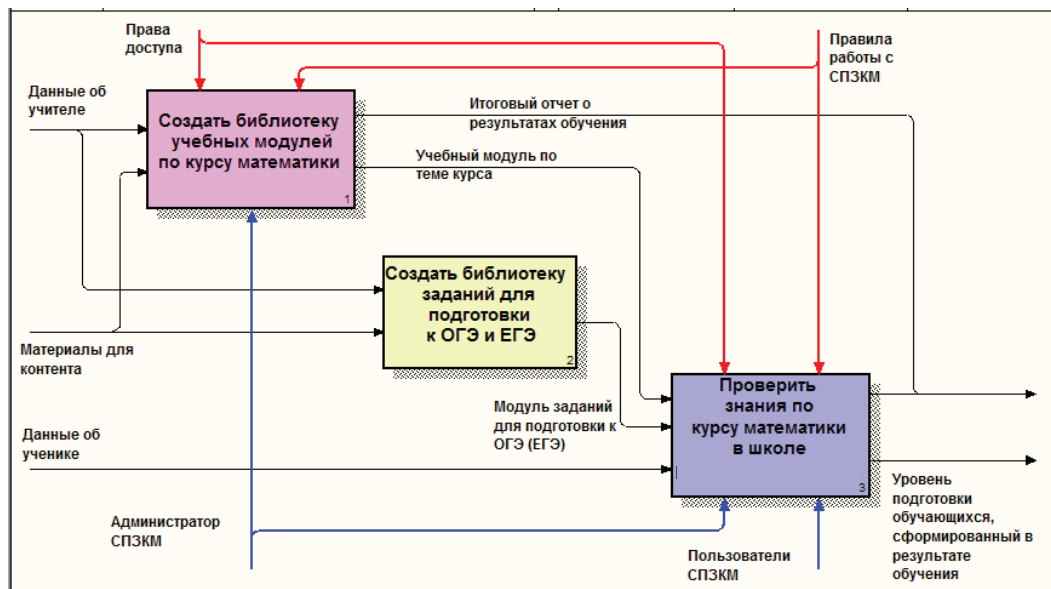 Права
доступа
Правила
работы с
СПЗКМ
Данные об
учителе
Создать библиотеку
учебных модулей
по курсу математики
1
Итоговый отчет о
результатах обучения
Учебный модуль по
теме курса
Создать библиотеку
заданий для
подготовки
к ОГЭ и ЕГЭ
2
Материалы для
контента
Проверить
знания по
курсу математики
в школе
3
Модуль заданий
для подготовки к
ОГЭ (ЕГЭ)
Данные об
ученике
Администратор
СПЗКМ
Пользователи
СПЗКМ
Уровень
подготовки
обучающихся,
сформированный в
результате
обучения